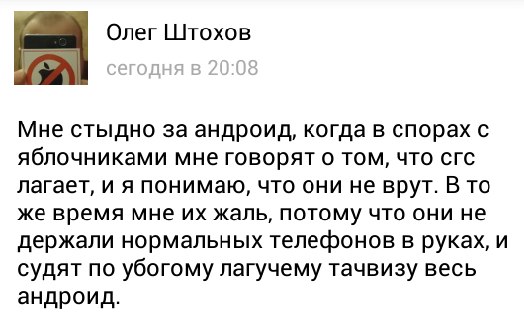 Олег Штохов
сегодня в 20:08
Мне стыдно за андроид, когда в спорах с
яблочниками мне говорят о том, что сгс
лагает, и я понимаю, что они не врут. В то
же время мне их жаль, потому что они не
держали нормальных телефонов в руках, и
судят по убогому лагучему тачвизу весь
андроид.